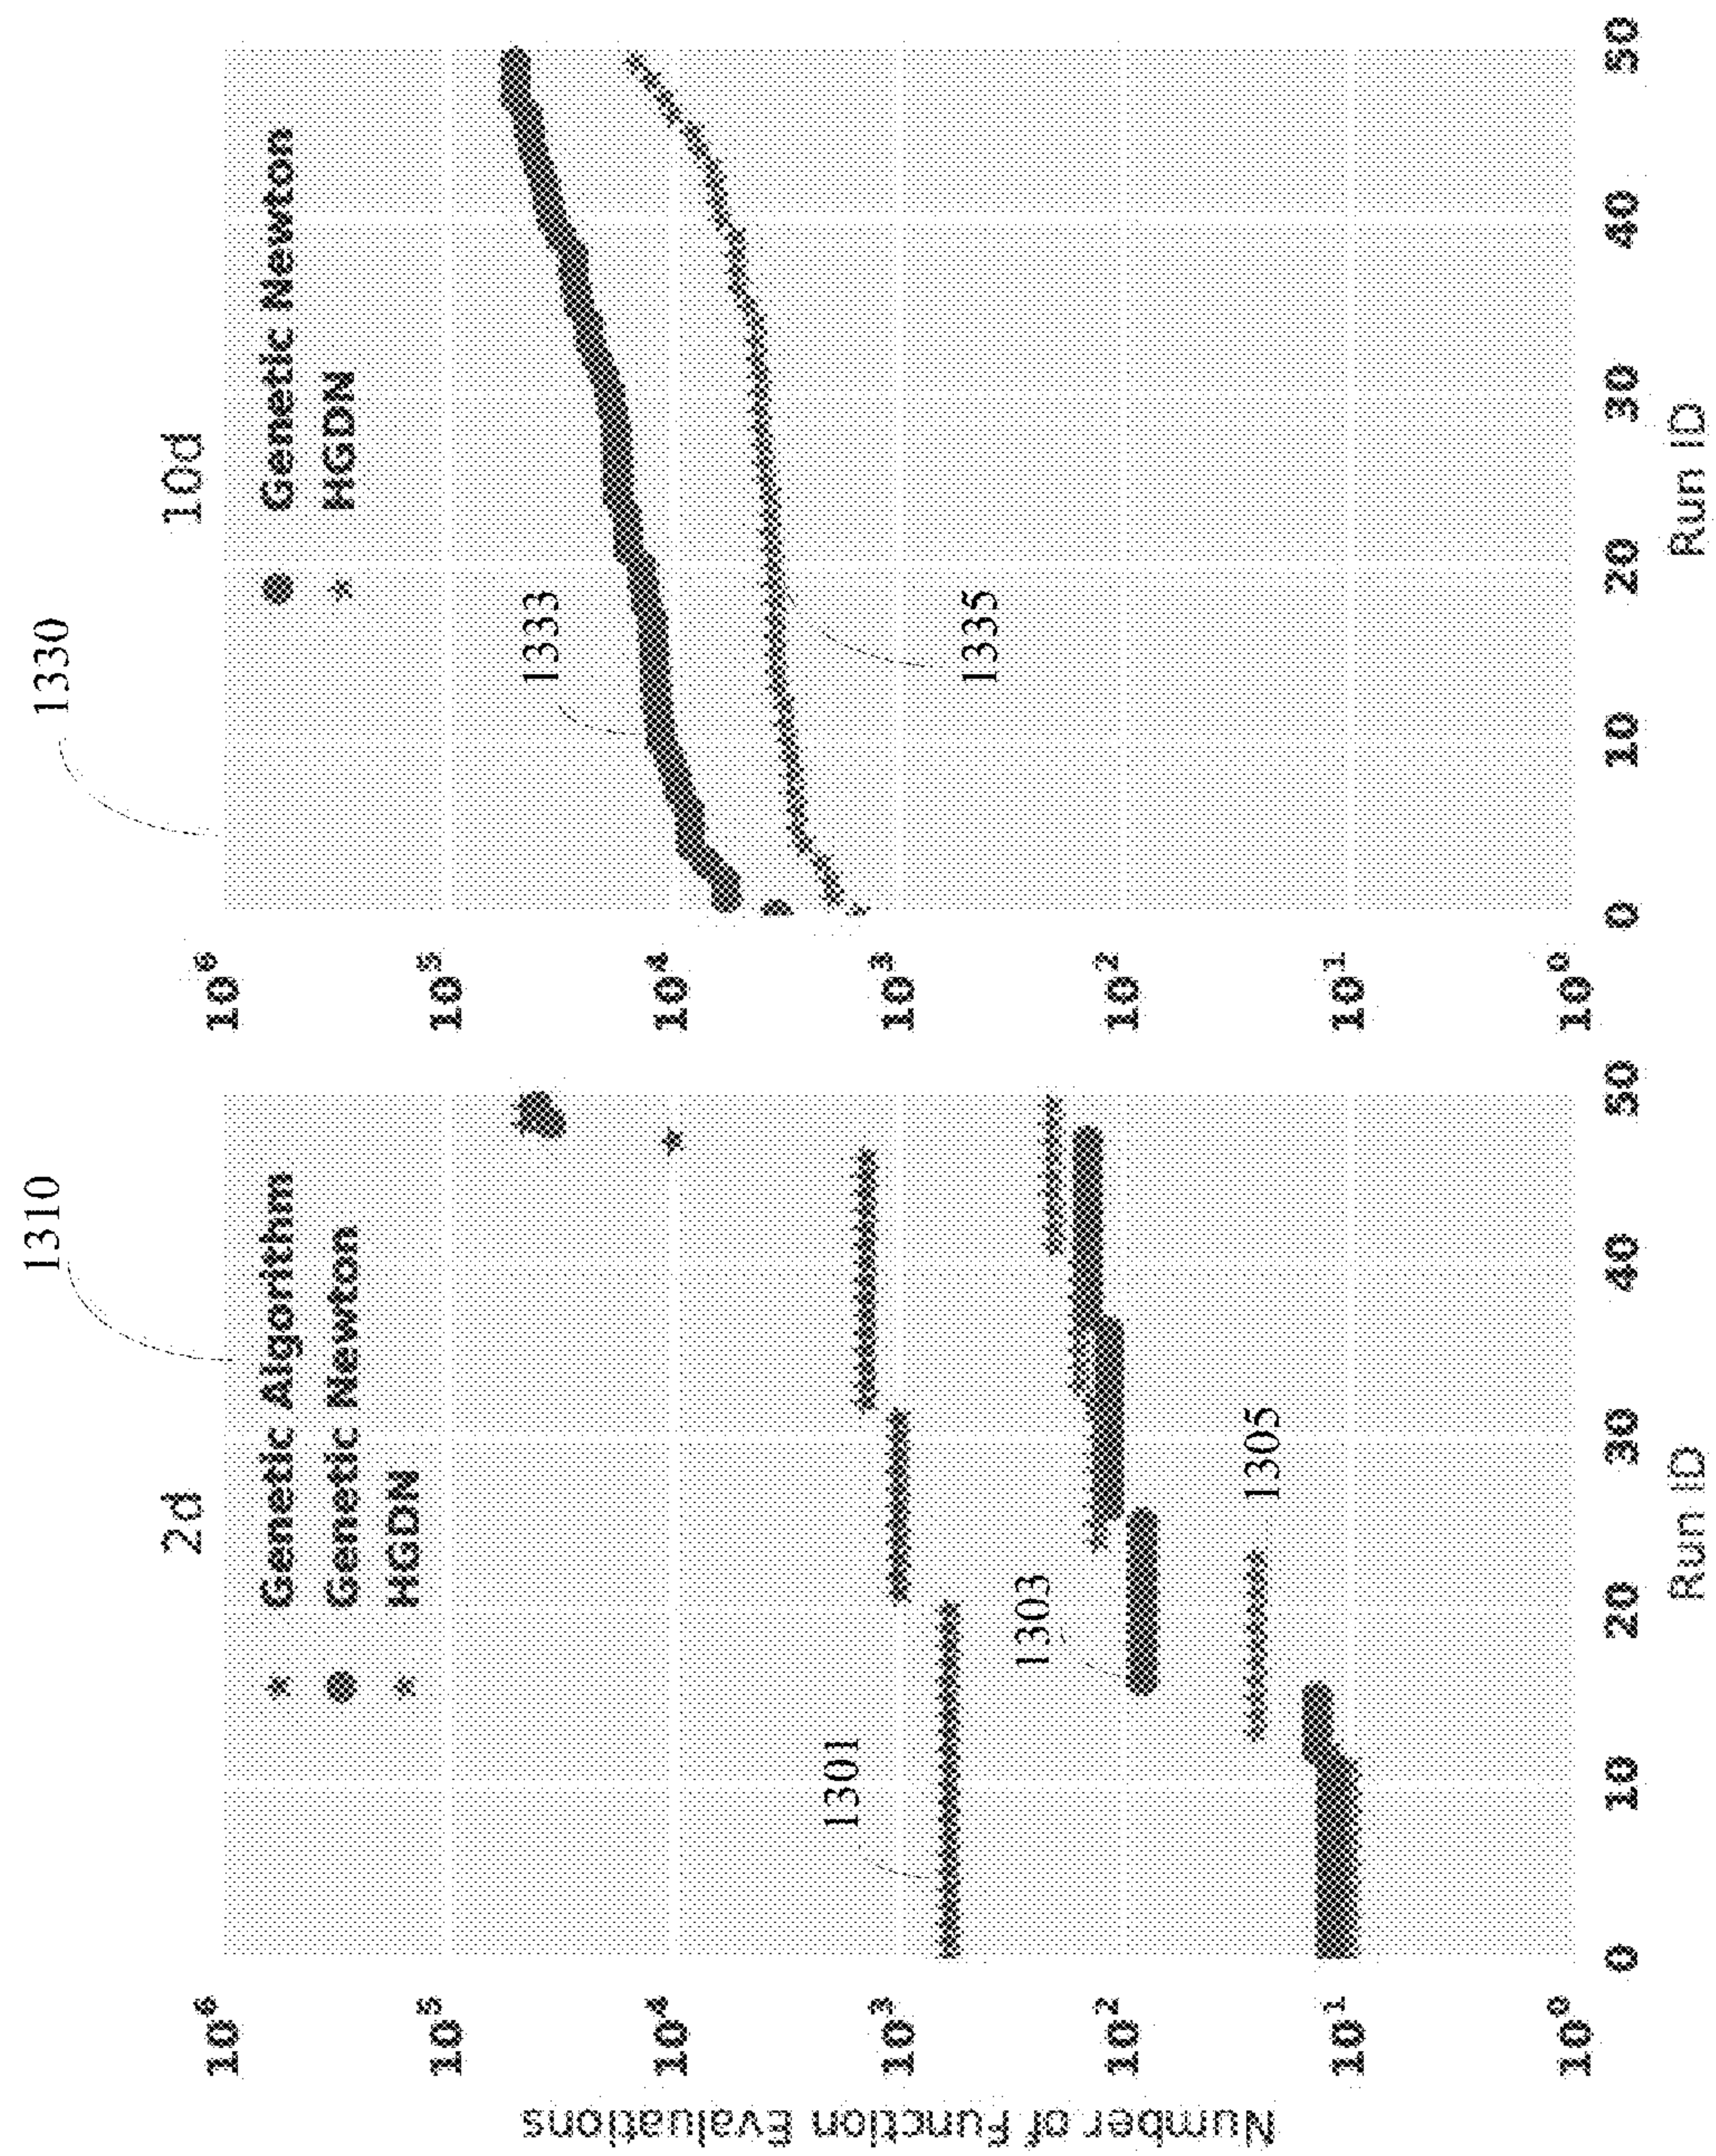 1310
1330
2d
10d
Genetic Algorithm
Genetic Newton
HGDN
Genetic Newton
HGDN
1301
1303
1305
1333
1335
Number of Function Evaluations
10⁶
10⁵
10⁴
10³
10²
10¹
10⁰
0 10 20 30 40 50
Run ID
10⁶
10⁵
10⁴
10³
10²
10¹
10⁰
0 10 20 30 40 50
Run ID